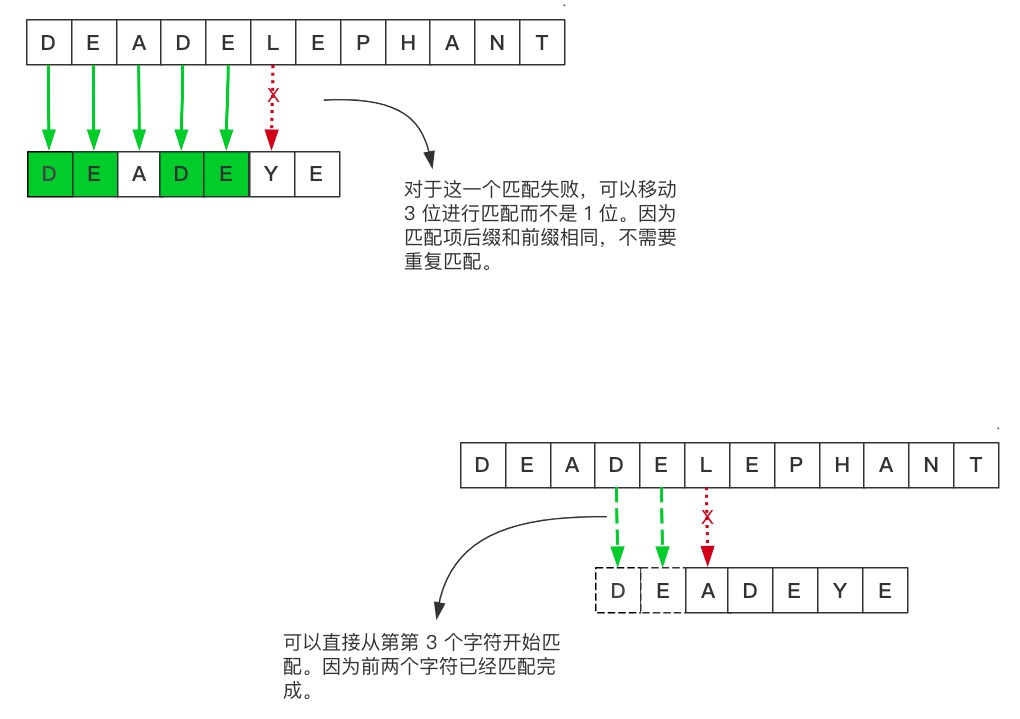 D E A D E L E P H A N T
X
D E A D E Y E
对于这一个匹配失败，可以移动
3 位进行匹配而不是 1 位。因为
匹配项后缀和前缀相同，不需要
重复匹配。
D E A D E L E P H A N T
X
D E A D E Y E
可以直接从第第 3 个字符开始匹
配。因为前两个字符已经匹配完
成。